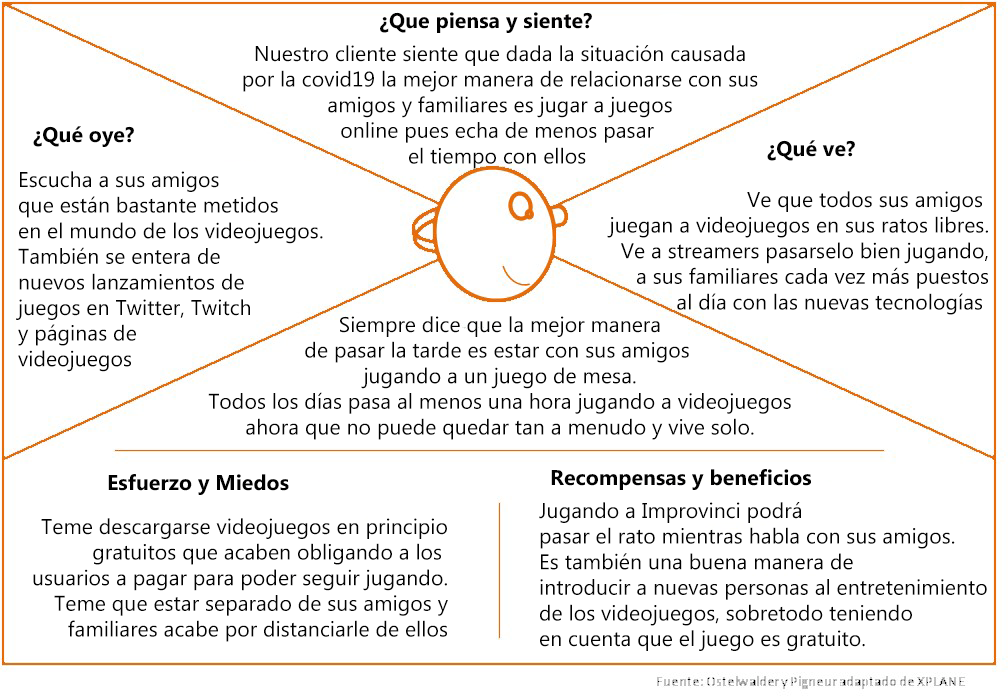 ¿Que piensa y siente?
Nuestro cliente siente que dada la situación causada
por la covid19 la mejor manera de relacionarse con sus
amigos y familiares es jugar a juegos
online pues echa de menos pasar
el tiempo con ellos
¿Qué oye?
Escucha a sus amigos
que están bastante metidos
en el mundo de los videojuegos.
También se entera de
nuevos lanzamientos de
juegos en Twitter, Twitch
y páginas de
videojuegos
¿Qué ve?
Ve que todos sus amigos
juegan a videojuegos en sus ratos libres.
Ve a streamers pasarselo bien jugando,
a sus familiares cada vez más puestos
al día con las nuevas tecnologías
Siempre dice que la mejor manera
de pasar la tarde es estar con sus amigos
jugando a un juego de mesa.
Todos los días pasa al menos una hora jugando a videojuegos
ahora que no puede quedar tan a menudo y vive solo.
Esfuerzo y Miedos
Teme descargarse videojuegos en principio
gratuitos que acaben obligando a los
usuarios a pagar para poder seguir jugando.
Teme que estar separado de sus amigos y
familiares acabe por distanciarle de ellos
Recompensas y beneficios
Jugando a Improvinci podrá
pasar el rato mientras habla con sus amigos.
Es también una buena manera de
introducir a nuevas personas al entretenimiento
de los videojuegos, sobretodo teniendo
en cuenta que el juego es gratuito.
Fuente: Ostelwalder y Pigneur adaptado de XPLANE